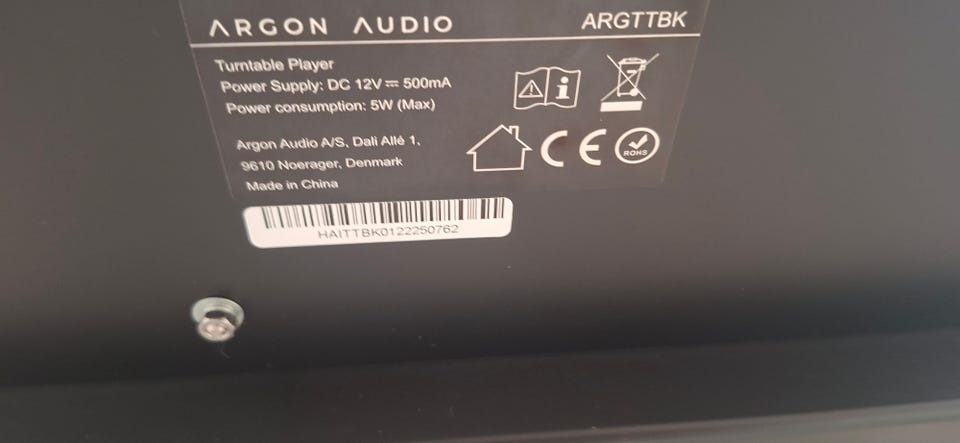 ARGON AUDIO ARGTTBK
Turntable Player
Power Supply: DC 12V ⎓ 500mA
Power consumption: 5W (Max)
Argon Audio A/S, Dali Allé 1,
9610 Noerager, Denmark
Made in China
CE
ROHS
HAITTBK0122250762